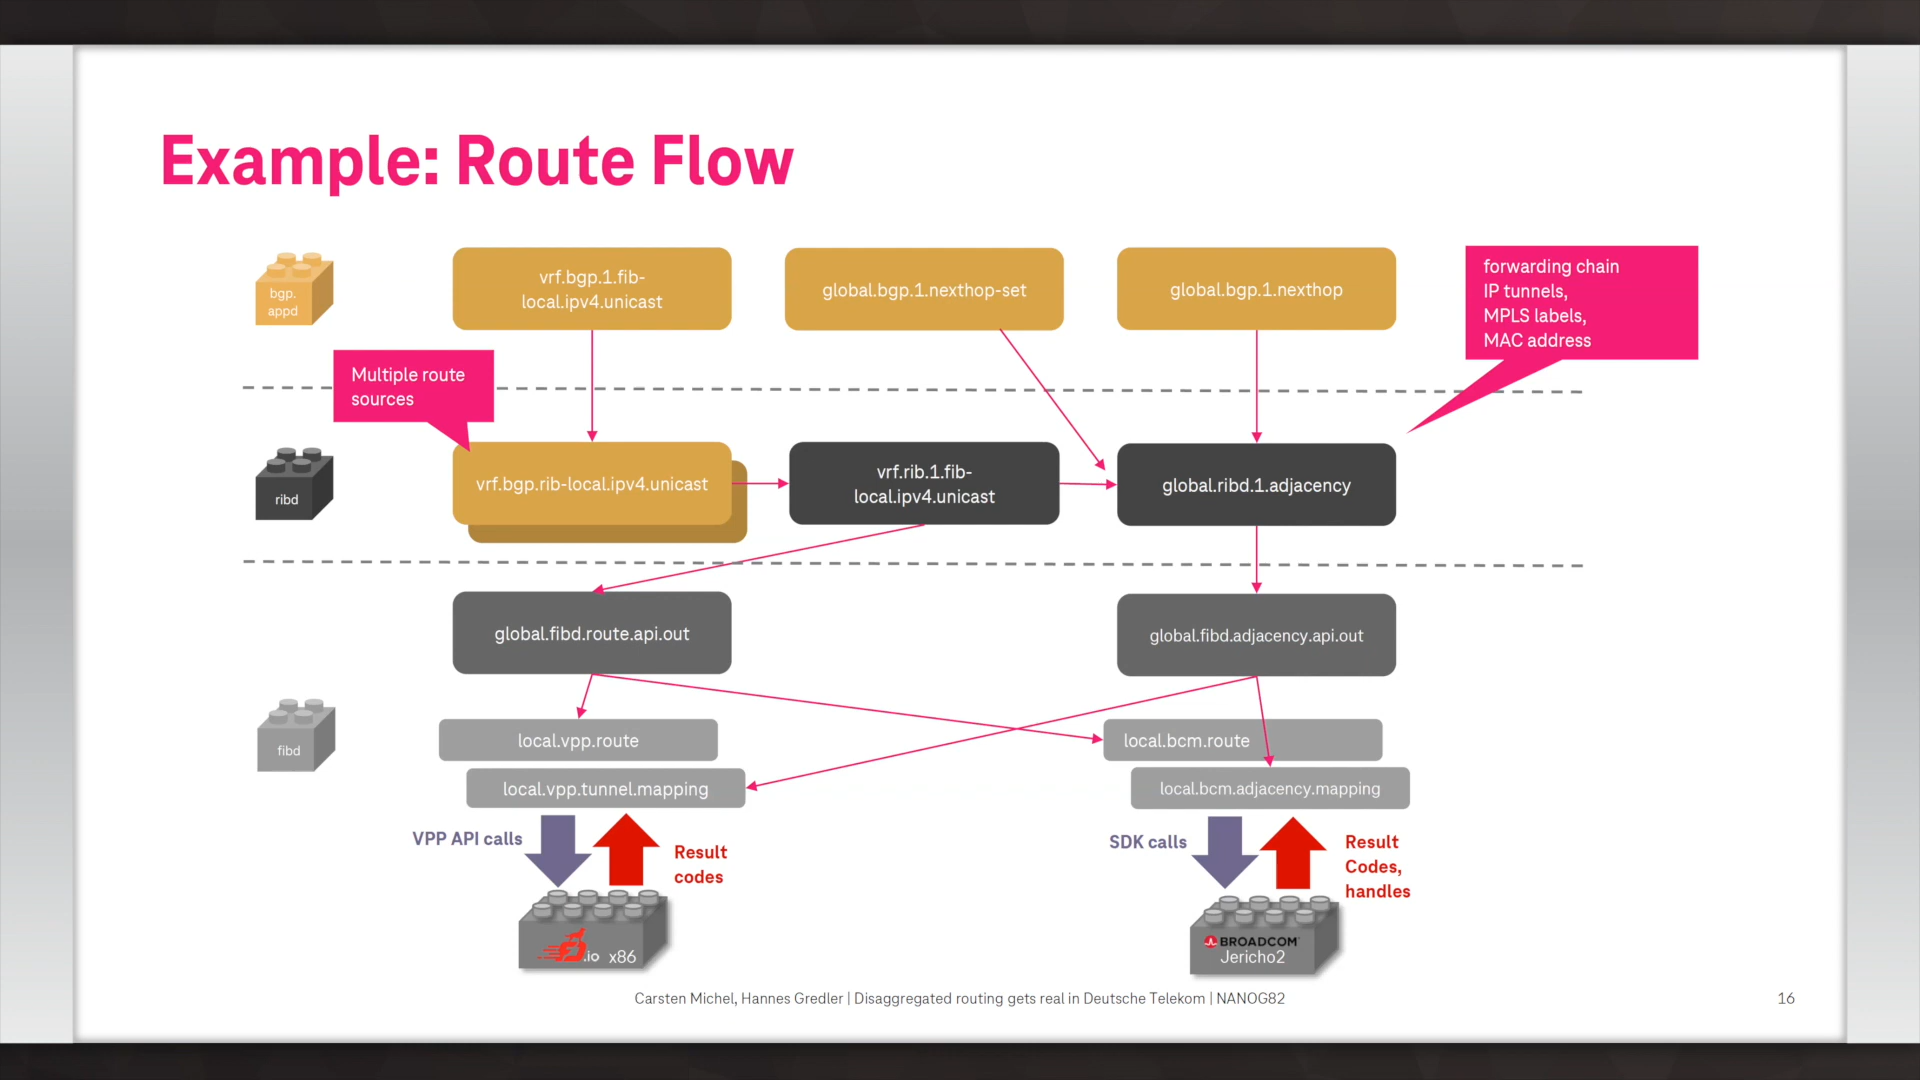 Example: Route Flow
bgp.
appd
vrf.bgp.1.fib-
local.ipv4.unicast
global.bgp.1.nexthop-set
global.bgp.1.nexthop
forwarding chain
IP tunnels,
MPLS labels,
MAC address
Multiple route
sources
ribd
vrf.bgp.rib-local.ipv4.unicast
vrf.rib.1.fib-
local.ipv4.unicast
global.ribd.1.adjacency
global.fibd.route.api.out
global.fibd.adjacency.api.out
fibd
local.vpp.route
local.bcm.route
local.vpp.tunnel.mapping
local.bcm.adjacency.mapping
VPP API calls
Result
codes
SDK calls
Result
Codes,
handles
.io x86
BROADCOM
Jericho2
Carsten Michel, Hannes Gredler | Disaggregated routing gets real in Deutsche Telekom | NANOG82
16